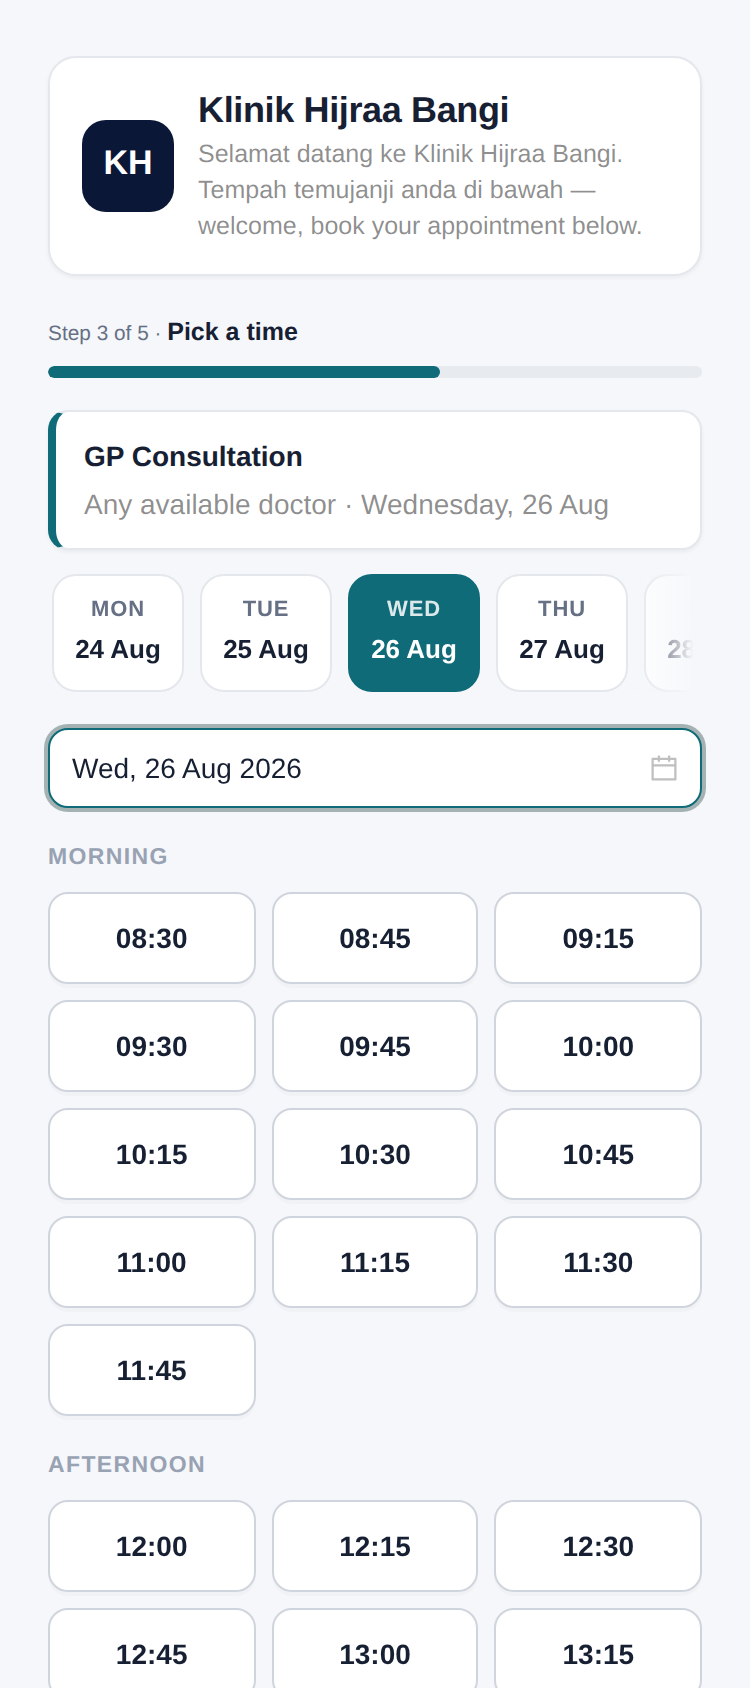 KH
Klinik Hijraa Bangi
Selamat datang ke Klinik Hijraa Bangi.
Tempah temujanji anda di bawah —
welcome, book your appointment below.
Step 3 of 5 · Pick a time
GP Consultation
Any available doctor · Wednesday, 26 Aug
MON TUE WED THU
24 Aug 25 Aug 26 Aug 27 Aug 28
Wed, 26 Aug 2026
MORNING
08:30 08:45 09:15
09:30 09:45 10:00
10:15 10:30 10:45
11:00 11:15 11:30
11:45
AFTERNOON
12:00 12:15 12:30
12:45 13:00 13:15